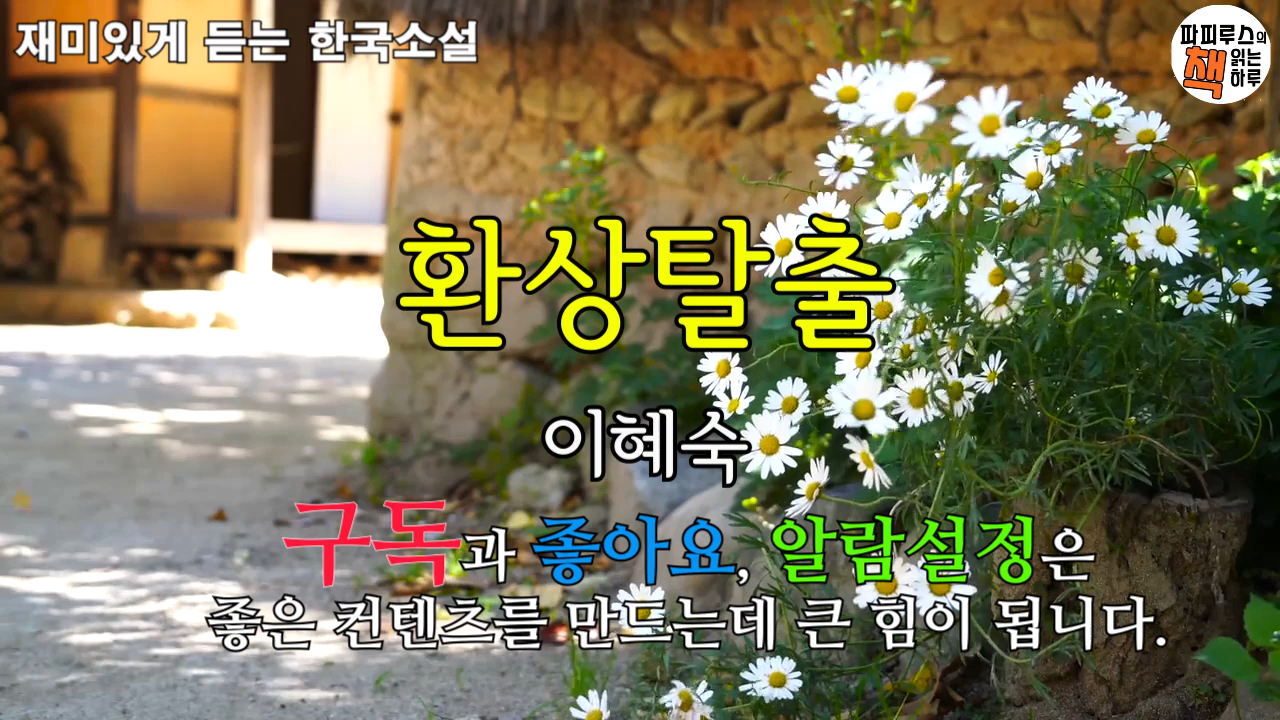 재미있게 듣는 한국소설
파피루스의
책 읽는
하루
환상탈출
이혜숙
구독과 좋아요, 알람설정은
좋은 컨텐츠를 만드는데 큰 힘이 됩니다.